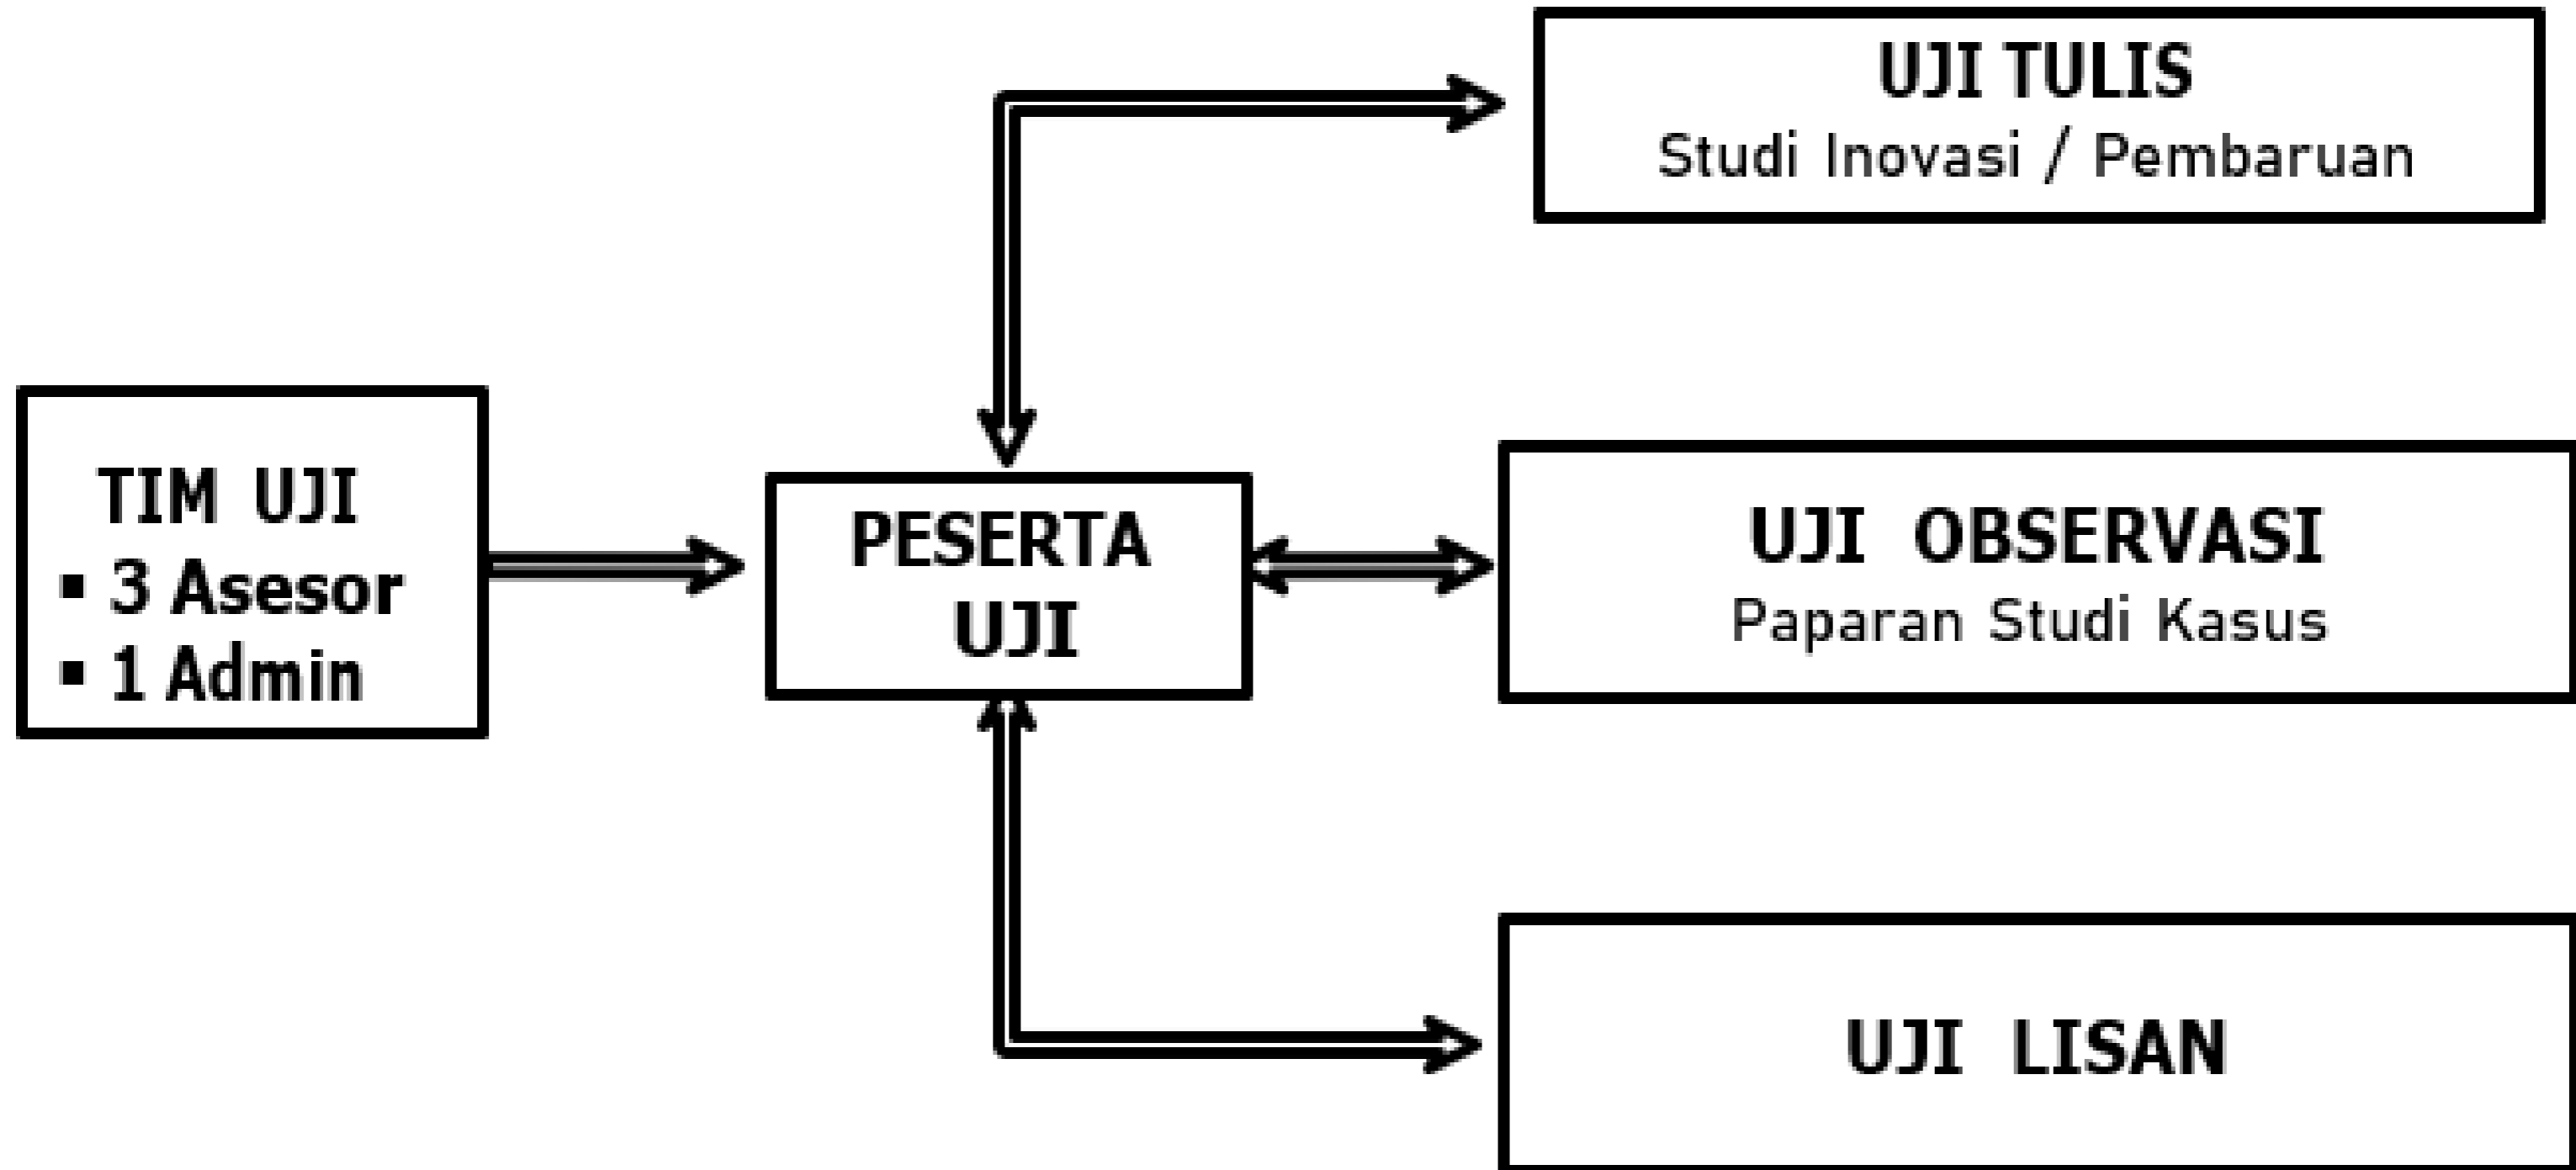 UJI TULIS
Studi Inovasi / Pembaruan
TIM UJI
▪ 3 Asesor
▪ 1 Admin
PESERTA
UJI
UJI OBSERVASI
Paparan Studi Kasus
UJI LISAN